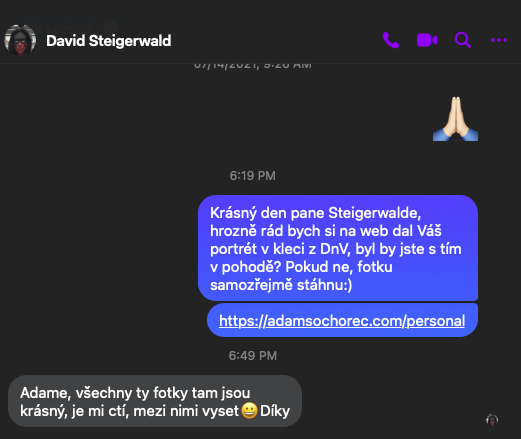 David Steigerwald
07/14/2021, 9:26 AM
6:19 PM
Krásný den pane Steigerwalde,
hrozně rád bych si na web dal Váš
portrét v kleci z DnV, byl by jste s tím
v pohodě? Pokud ne, fotku
samozřejmě stáhnu:)
https://adamsochorec.com/personal
6:49 PM
Adame, všechny ty fotky tam jsou
krásný, je mi ctí, mezi nimi vyset😀Díky